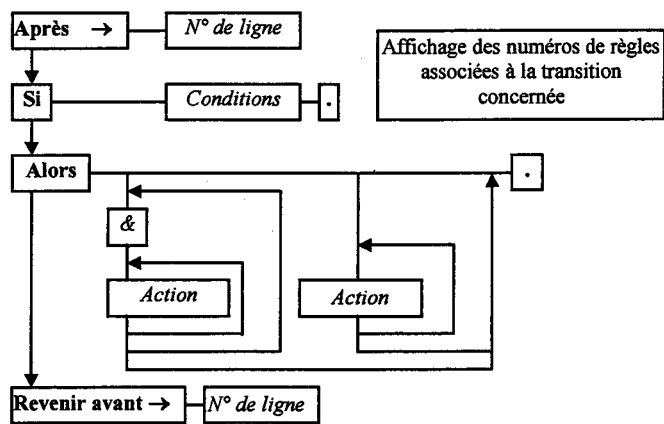 Après →
N° de ligne
Affichage des numéros de règles
associées à la transition
concernée
Si
Conditions
.
Alors
.
&
Action
Action
Revenir avant →
N° de ligne